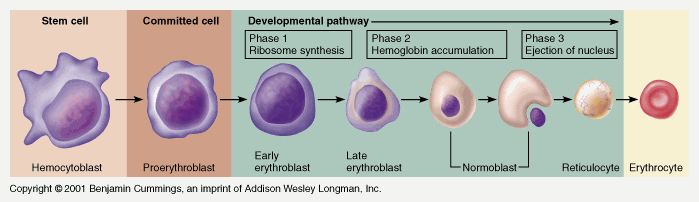 Stem cell
Committed cell
Developmental pathway
Phase 1
Ribosome synthesis
Phase 2
Hemoglobin accumulation
Phase 3
Ejection of nucleus
Hemocytoblast
Proerythroblast
Early
erythroblast
Late
erythroblast
Normoblast
Reticulocyte
Erythrocyte
Copyright © 2001 Benjamin Cummings, an imprint of Addison Wesley Longman, Inc.